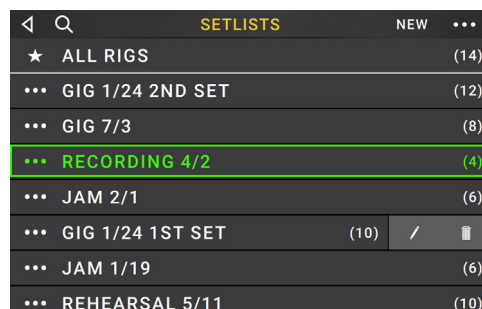 SETLISTS NEW •••
ALL RIGS (14)
••• GIG 1/24 2ND SET (12)
••• GIG 7/3 (8)
••• RECORDING 4/2 (4)
••• JAM 2/1 (6)
••• GIG 1/24 1ST SET (10)
••• JAM 1/19 (6)
••• REHEARSAL 5/11 (10)